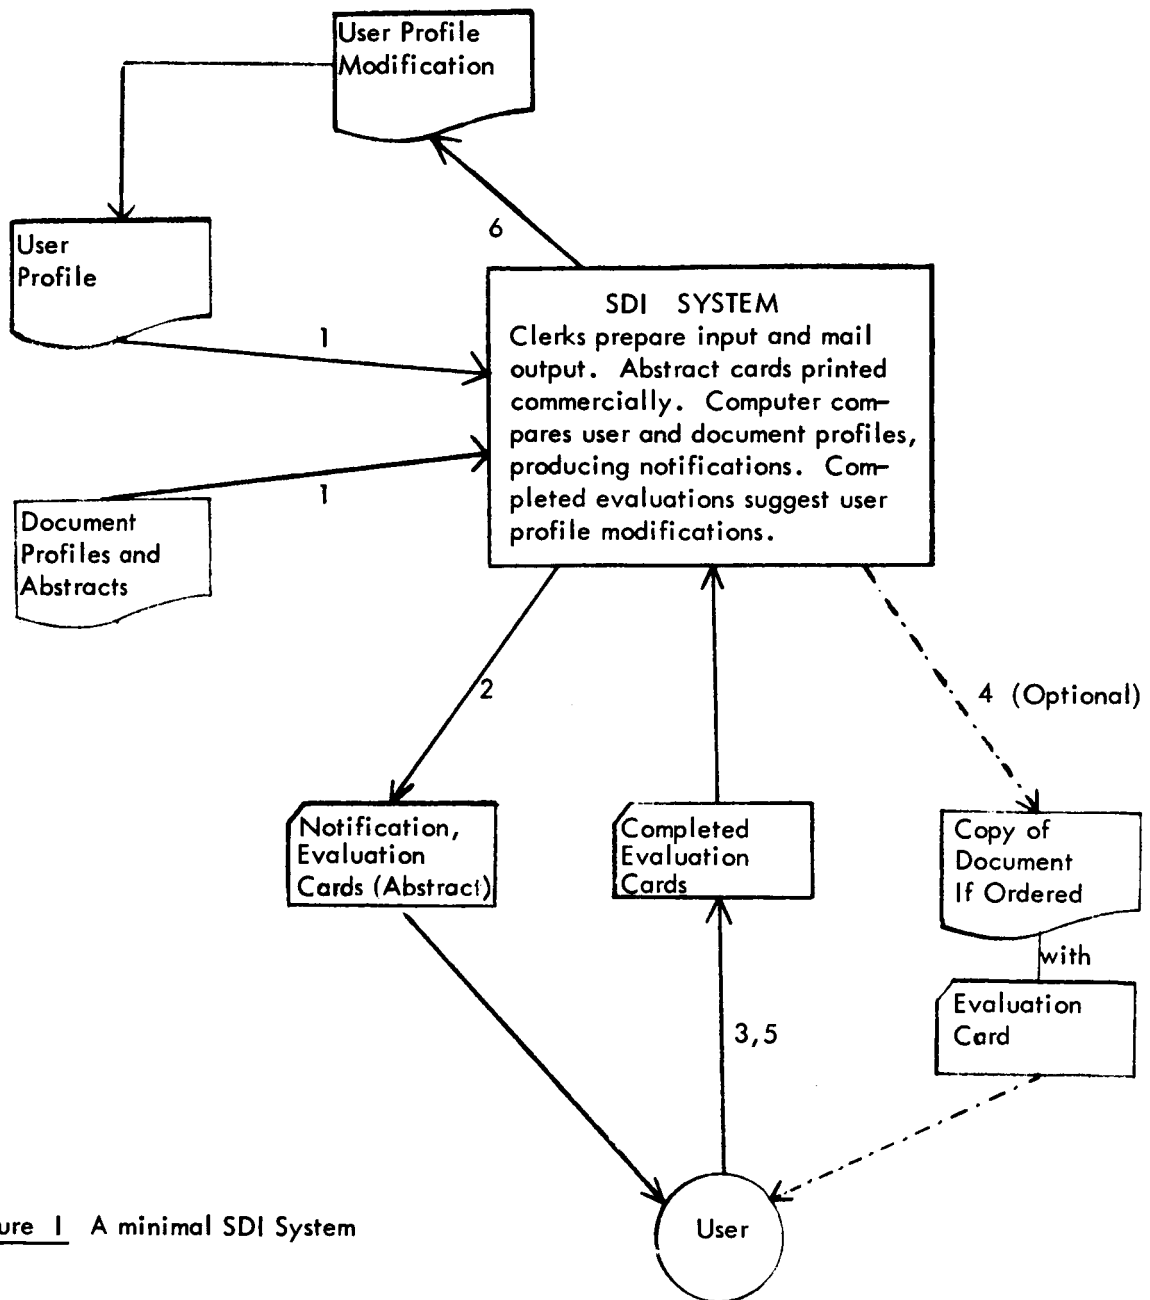 User Profile
Modification
6
User
Profile
1
SDI SYSTEM
Clerks prepare input and mail
output. Abstract cards printed
commercially. Computer com-
pares user and document profiles,
producing notifications. Com-
pleted evaluations suggest user
profile modifications.
1
Document
Profiles and
Abstracts
2
4 (Optional)
Notification,
Evaluation
Cards (Abstract)
Completed
Evaluation
Cards
Copy of
Document
If Ordered
with
Evaluation
Card
3,5
User
ure 1 A minimal SDI System